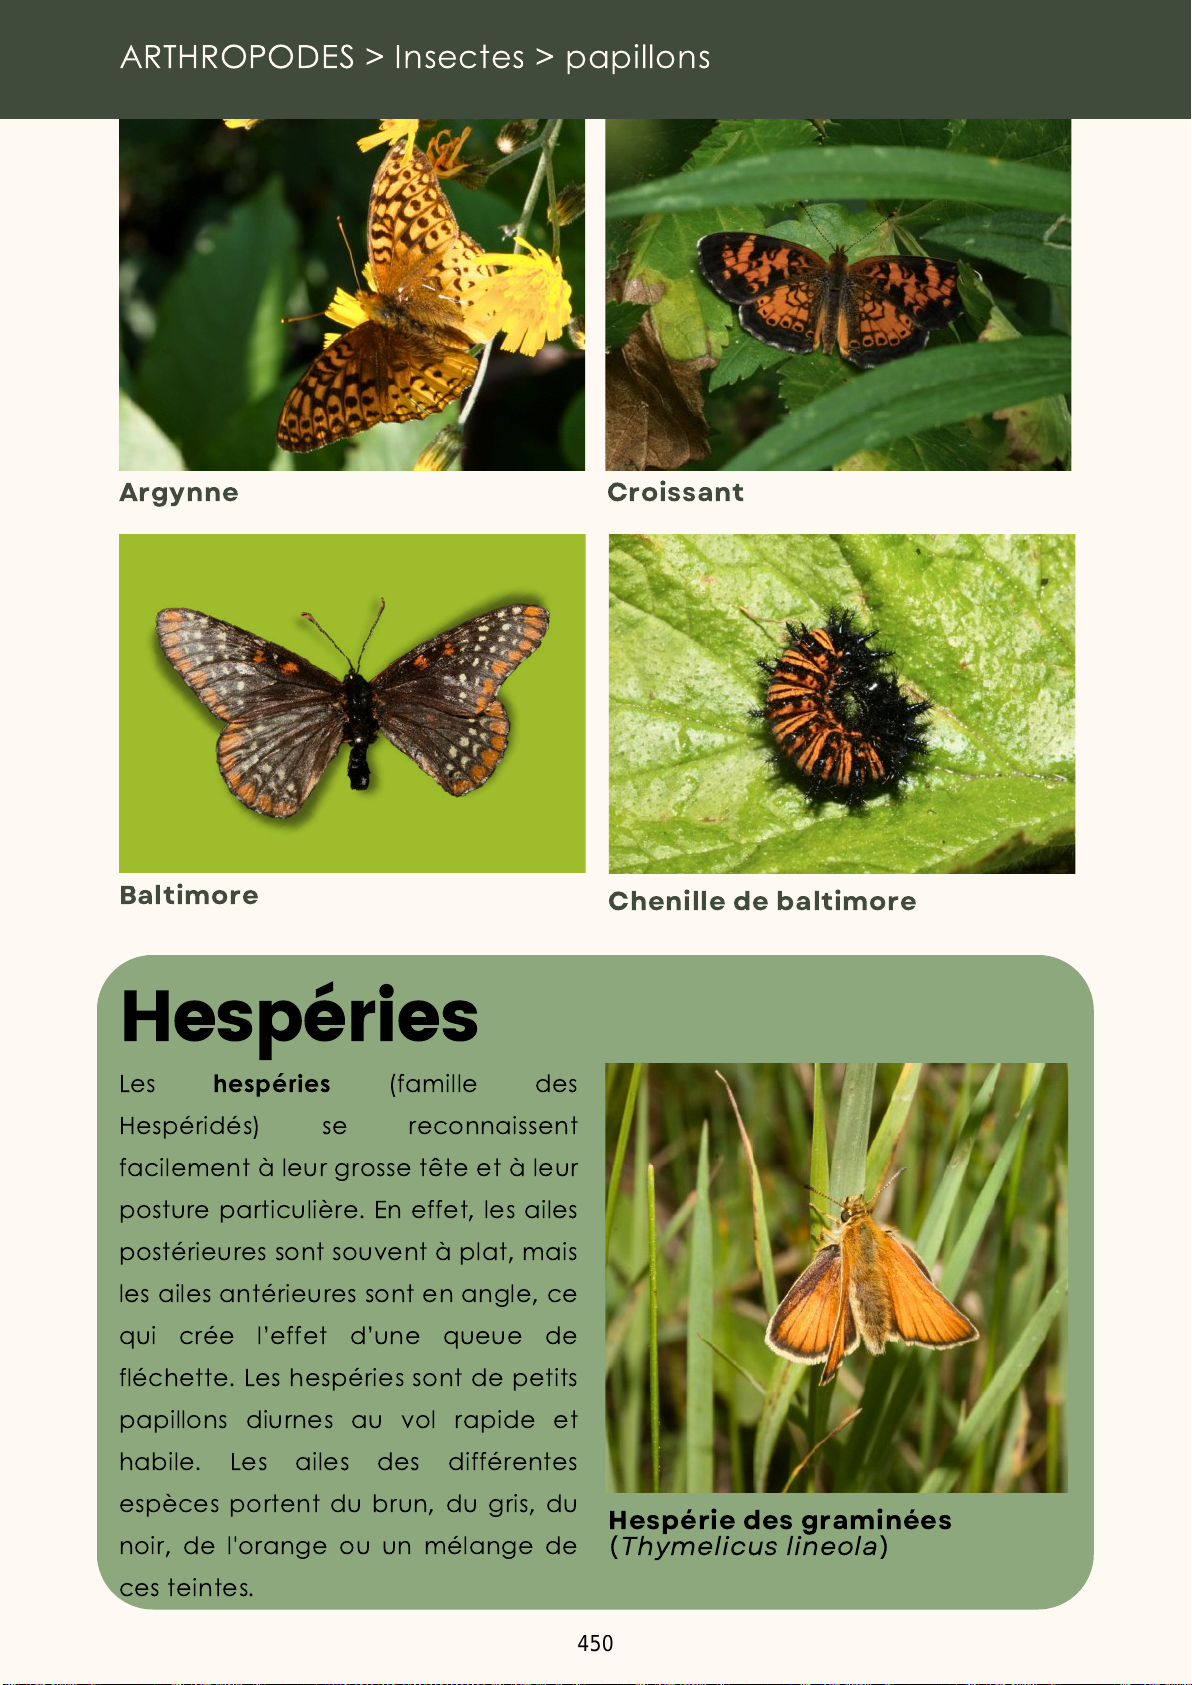 ARTHROPODES > Insectes > papillons
Argynne
Croissant
Baltimore
Chenille de baltimore
Hespéries
Les hespéries (famille des
Hespéridés) se reconnaissent
facilement à leur grosse tête et à leur
posture particulière. En effet, les ailes
postérieures sont souvent à plat, mais
les ailes antérieures sont en angle, ce
qui crée l'effet d'une queue de
fléchette. Les hespéries sont de petits
papillons diurnes au vol rapide et
habile. Les ailes des différentes
espèces portent du brun, du gris, du
noir, de l'orange ou un mélange de
ces teintes.
Hespérie des graminées
(Thymelicus lineola)
450